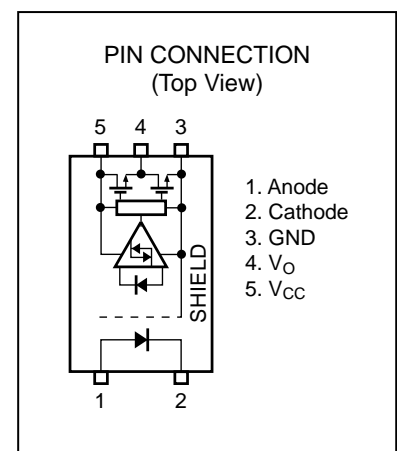 PIN CONNECTION
(Top View)
5 4 3
1. Anode
2. Cathode
3. GND
4. VO
5. VCC
SHIELD
1 2